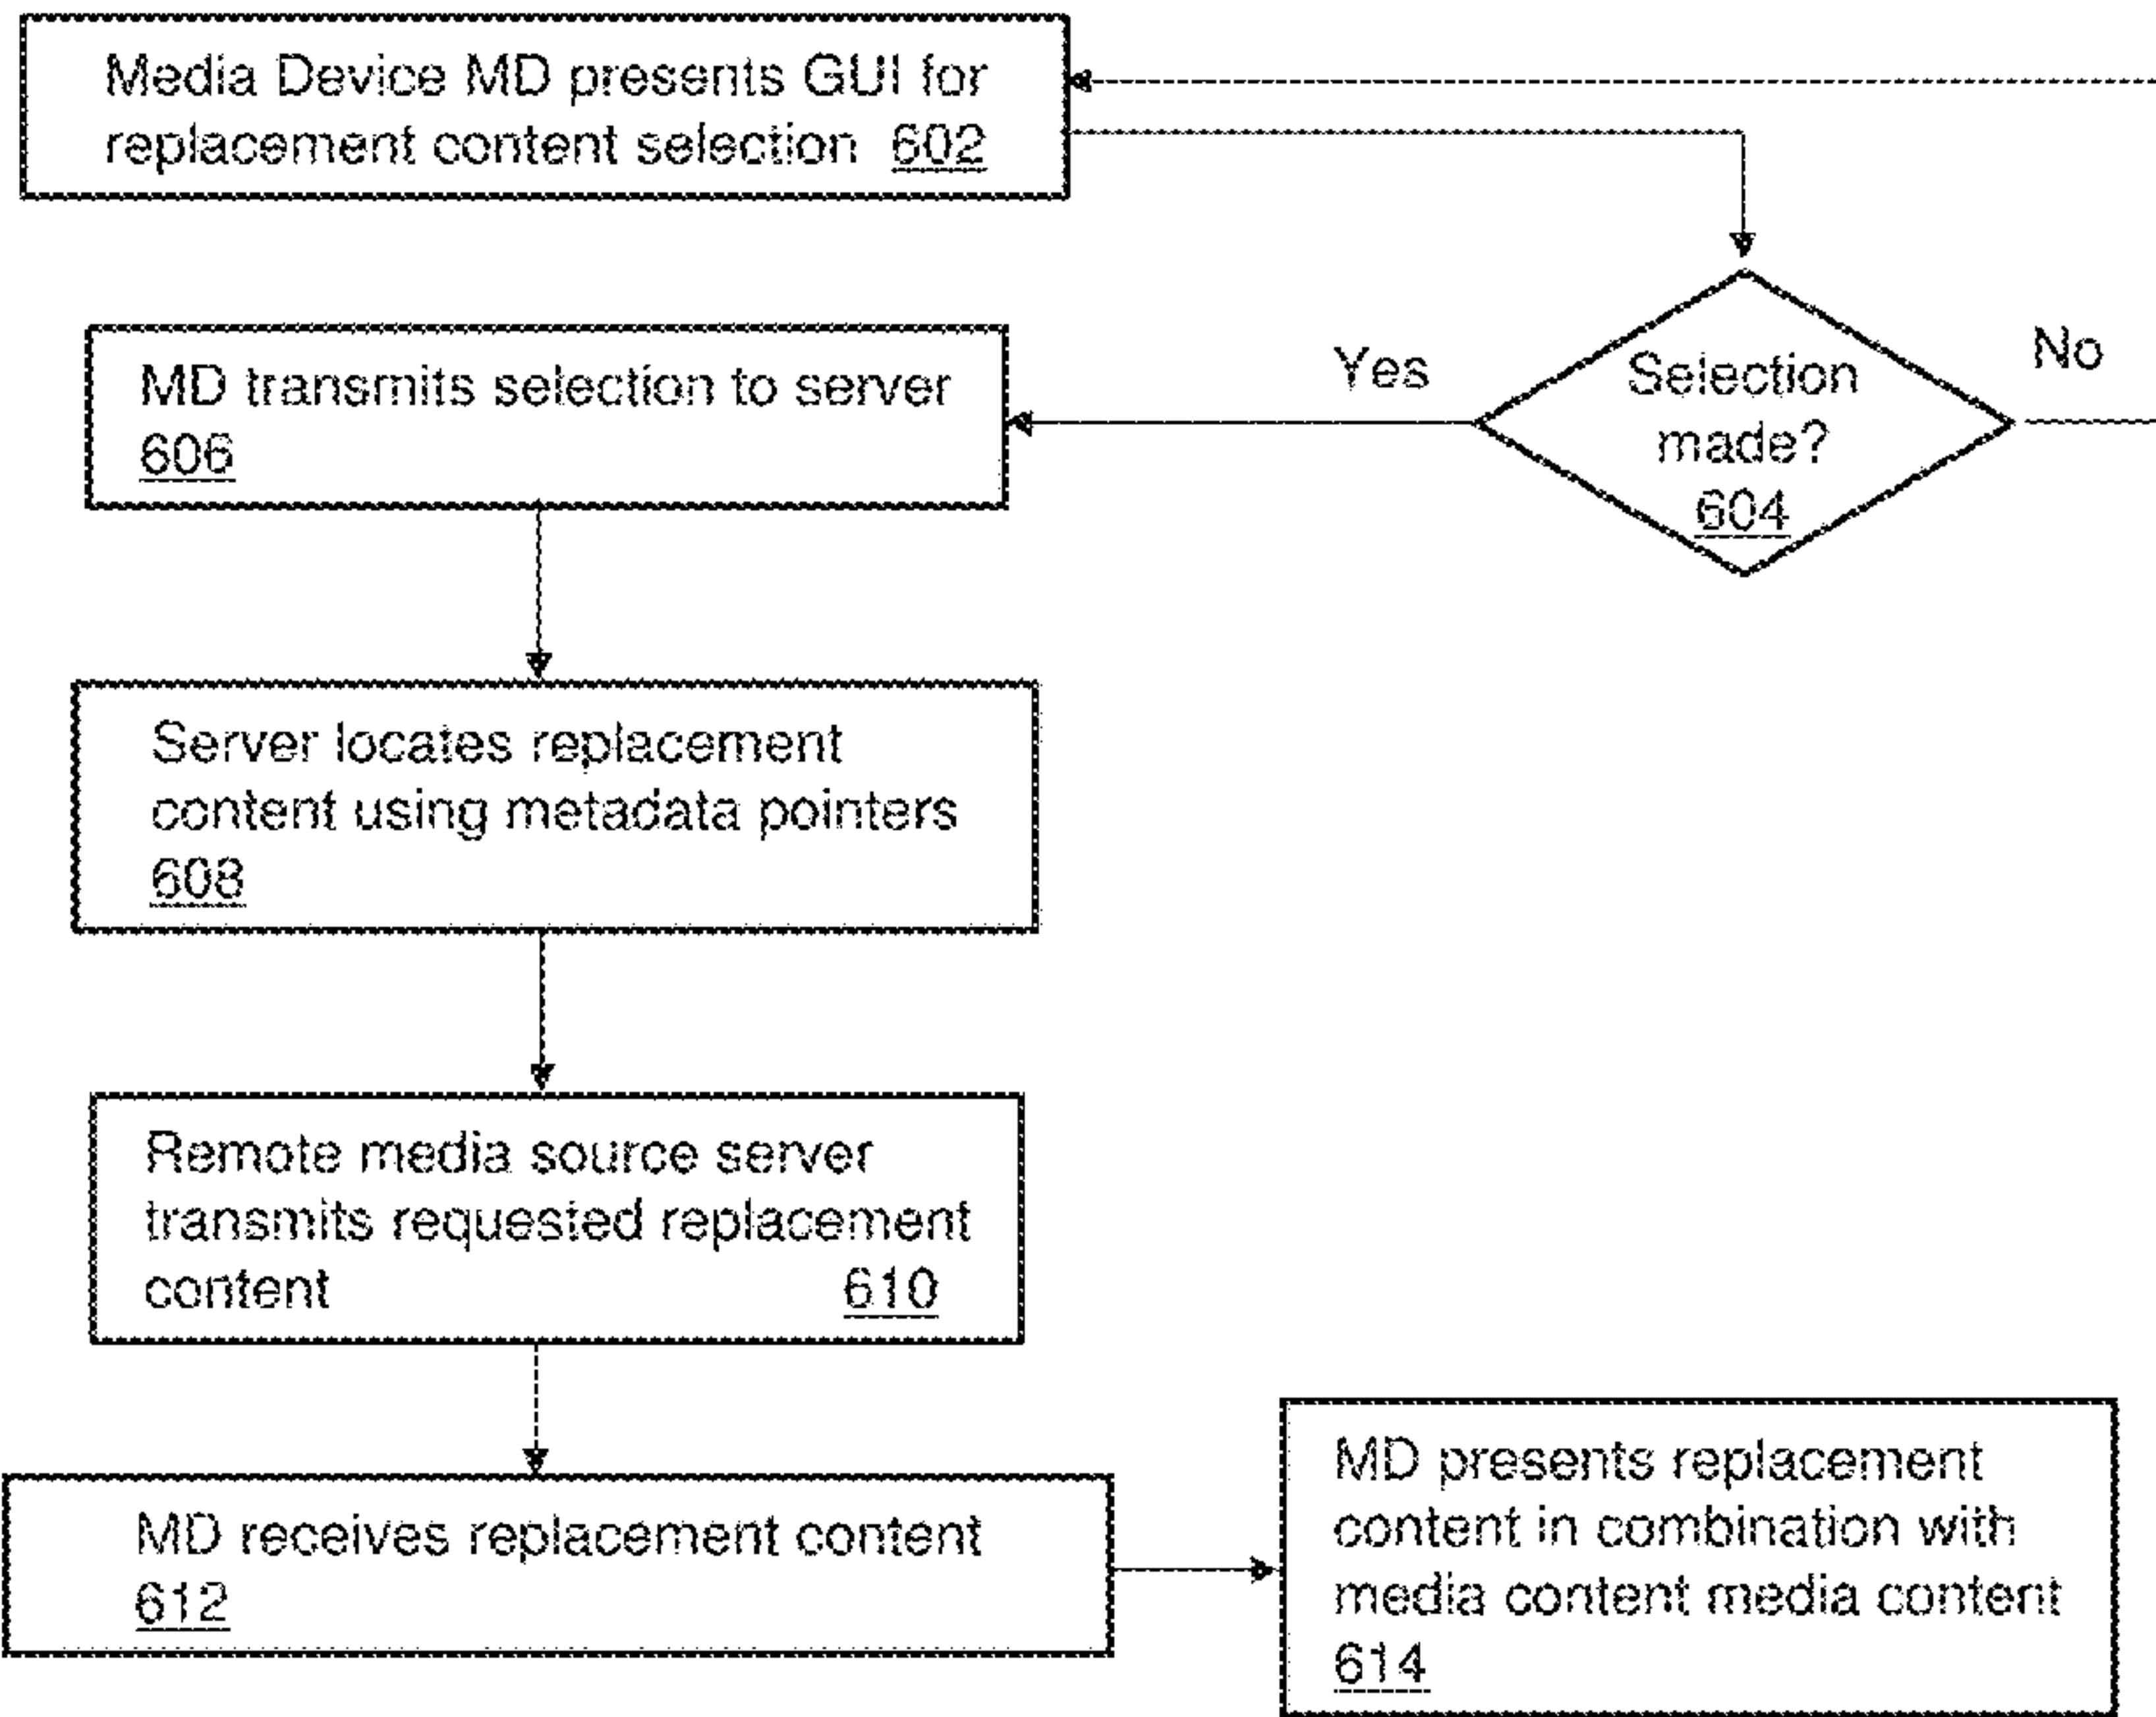 Media Device MD presents GUI for
replacement content selection 602
Selection
made?
604
Yes
No
MD transmits selection to server
606
Server locates replacement
content using metadata pointers
608
Remote media source server
transmits requested replacement
content 610
MD receives replacement content
612
MD presents replacement
content in combination with
media content media content
614